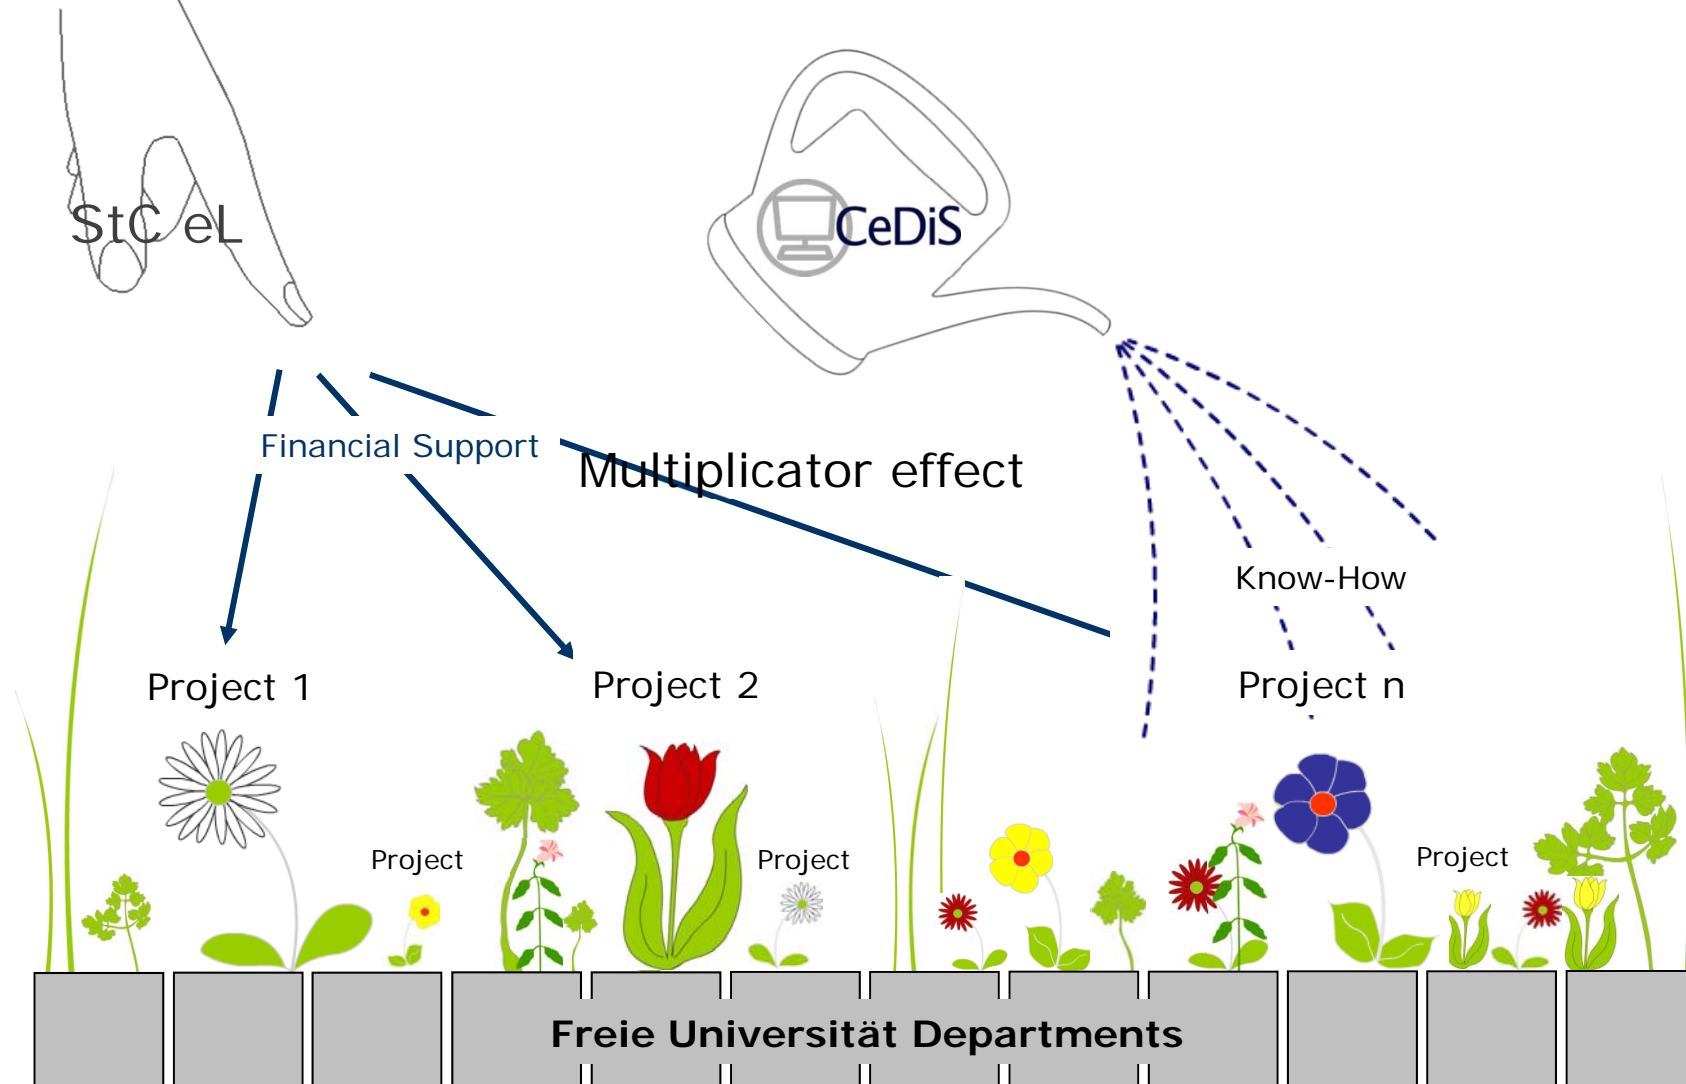 StC eL
CeDiS
Financial Support
Multiplicator effect
Know-How
Project 1
Project 2
Project n
Project
Project
Project
Freie Universität Departments